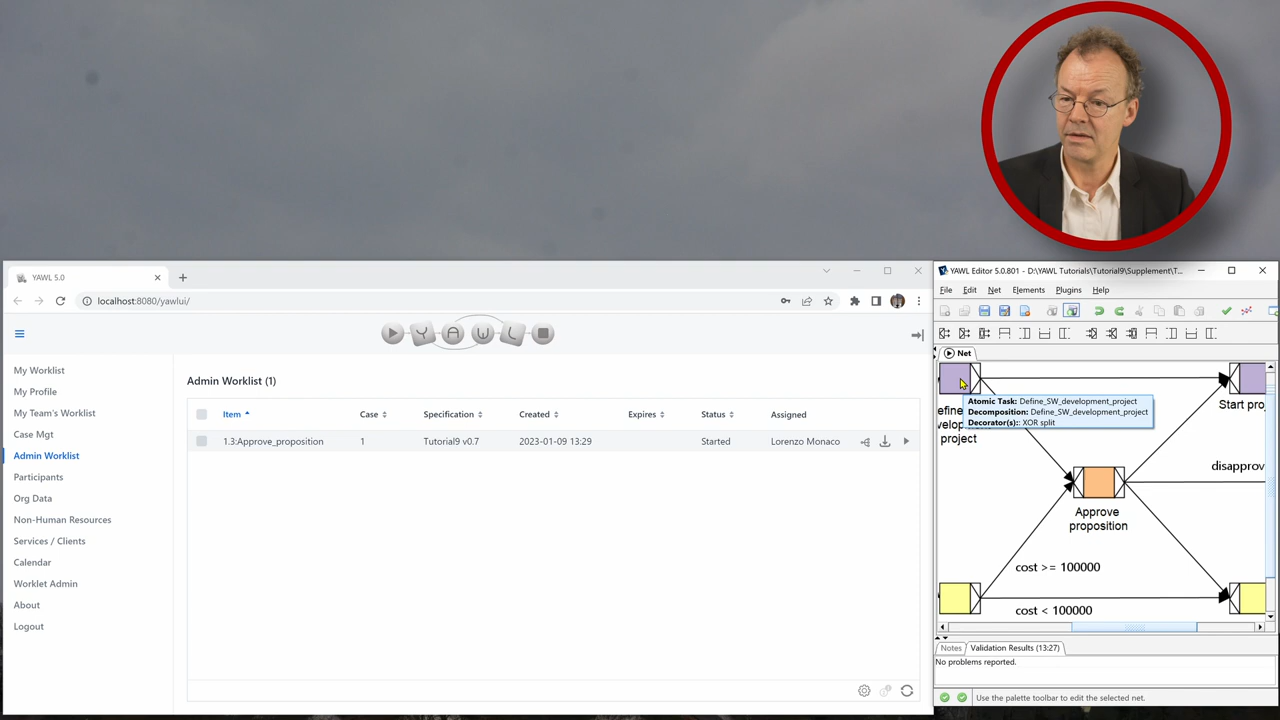 YAWL 5.0
localhost:8080/yawlui/
Y A W L
My Worklist
My Profile
My Team's Worklist
Case Mgt
Admin Worklist
Participants
Org Data
Non-Human Resources
Services / Clients
Calendar
Worklet Admin
About
Logout
Admin Worklist (1)
Item Case Specification Created Expires Status Assigned
1.3:Approve_proposition 1 Tutorial9 v0.7 2023-01-09 13:29 Started Lorenzo Monaco
YAWL Editor 5.0.801 - D:\YAWL Tutorials\Tutorial9\Supplement\T...
File Edit Net Elements Plugins Help
Net
Atomic Task: Define_SW_development_project
Decomposition: Define_SW_development_project
Decorator(s): XOR split
project
Start proj
disapprov
Approve
proposition
cost >= 100000
cost < 100000
Notes Validation Results (13:27)
No problems reported.
Use the palette toolbar to edit the selected net.